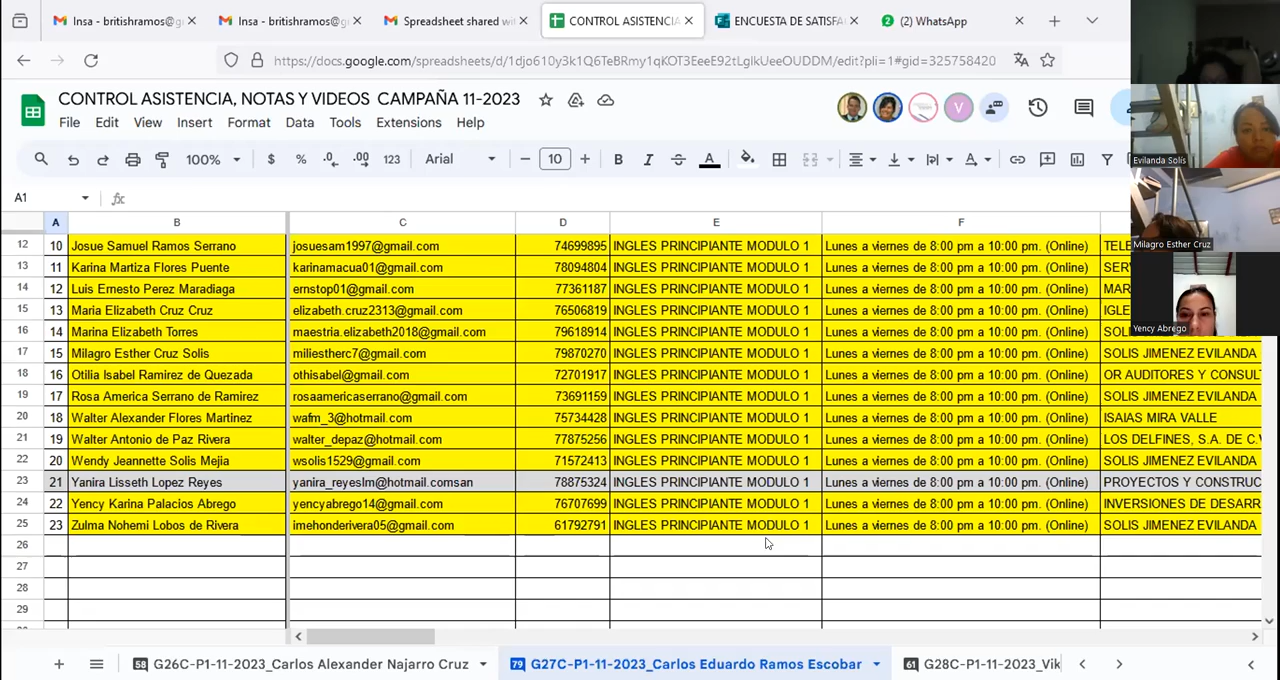 Insa - britishramos@g
Insa - britishramos@g
Spreadsheet shared wi
CONTROL ASISTENCIA
ENCUESTA DE SATISFA
2 (2) WhatsApp
https://docs.google.com/spreadsheets/d/1djo610y3k1Q6TeBRmy1qKOT3EeeE92tLgIkUeeOUDDM/edit?pli=1#gid=325758420
CONTROL ASISTENCIA, NOTAS Y VIDEOS CAMPAÑA 11-2023
V
File Edit View Insert Format Data Tools Extensions Help
100% $ % .0 .00 123 Arial 10 B I A
Evilanda Solís
A1 fx
A B C D E F
12 10 Josue Samuel Ramos Serrano josuesam1997@gmail.com 74699895 INGLES PRINCIPIANTE MODULO 1 Lunes a viernes de 8:00 pm a 10:00 pm. (Online) TELE
Milagro Esther Cruz
13 11 Karina Martiza Flores Puente karinamacua01@gmail.com 78094804 INGLES PRINCIPIANTE MODULO 1 Lunes a viernes de 8:00 pm a 10:00 pm. (Online) SERV
14 12 Luis Ernesto Perez Maradiaga ernstop01@gmail.com 77361187 INGLES PRINCIPIANTE MODULO 1 Lunes a viernes de 8:00 pm a 10:00 pm. (Online) MAR
15 13 Maria Elizabeth Cruz Cruz elizabeth.cruz2313@gmail.com 76506819 INGLES PRINCIPIANTE MODULO 1 Lunes a viernes de 8:00 pm a 10:00 pm. (Online) IGLE
16 14 Marina Elizabeth Torres maestria.elizabeth2018@gmail.com 79618914 INGLES PRINCIPIANTE MODULO 1 Lunes a viernes de 8:00 pm a 10:00 pm. (Online) SOLI
Yency Abrego
17 15 Milagro Esther Cruz Solis miliestherc7@gmail.com 79870270 INGLES PRINCIPIANTE MODULO 1 Lunes a viernes de 8:00 pm a 10:00 pm. (Online) SOLIS JIMENEZ EVILANDA
18 16 Otilia Isabel Ramirez de Quezada othisabel@gmail.com 72701917 INGLES PRINCIPIANTE MODULO 1 Lunes a viernes de 8:00 pm a 10:00 pm. (Online) OR AUDITORES Y CONSULT
19 17 Rosa America Serrano de Ramirez rosaamericaserrano@gmail.com 73691159 INGLES PRINCIPIANTE MODULO 1 Lunes a viernes de 8:00 pm a 10:00 pm. (Online) SOLIS JIMENEZ EVILANDA
20 18 Walter Alexander Flores Martinez wafm_3@hotmail.com 75734428 INGLES PRINCIPIANTE MODULO 1 Lunes a viernes de 8:00 pm a 10:00 pm. (Online) ISAIAS MIRA VALLE
21 19 Walter Antonio de Paz Rivera walter_depaz@hotmail.com 77875256 INGLES PRINCIPIANTE MODULO 1 Lunes a viernes de 8:00 pm a 10:00 pm. (Online) LOS DELFINES, S.A. DE C.V
22 20 Wendy Jeannette Solis Mejia wsolis1529@gmail.com 71572413 INGLES PRINCIPIANTE MODULO 1 Lunes a viernes de 8:00 pm a 10:00 pm. (Online) SOLIS JIMENEZ EVILANDA
23 21 Yanira Lisseth Lopez Reyes yanira_reyeslm@hotmail.comsan 78875324 INGLES PRINCIPIANTE MODULO 1 Lunes a viernes de 8:00 pm a 10:00 pm. (Online) PROYECTOS Y CONSTRUC
24 22 Yency Karina Palacios Abrego yencyabrego14@gmail.com 76707699 INGLES PRINCIPIANTE MODULO 1 Lunes a viernes de 8:00 pm a 10:00 pm. (Online) INVERSIONES DE DESARR
25 23 Zulma Nohemi Lobos de Rivera imehonderivera05@gmail.com 61792791 INGLES PRINCIPIANTE MODULO 1 Lunes a viernes de 8:00 pm a 10:00 pm. (Online) SOLIS JIMENEZ EVILANDA
26
27
28
29
58 G26C-P1-11-2023_Carlos Alexander Najarro Cruz
79 G27C-P1-11-2023_Carlos Eduardo Ramos Escobar
61 G28C-P1-11-2023_Vik